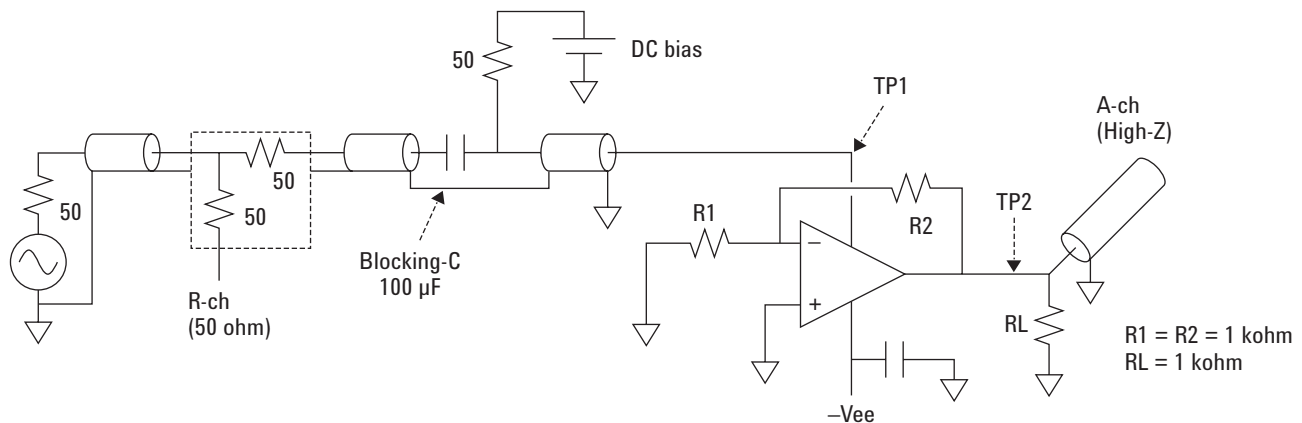 50
DC bias
TP1
A-ch
(High-Z)
50
50
50
R-ch
(50 ohm)
Blocking-C
100 µF
R1
R2
TP2
–
+
RL
–Vee
R1 = R2 = 1 kohm
RL = 1 kohm